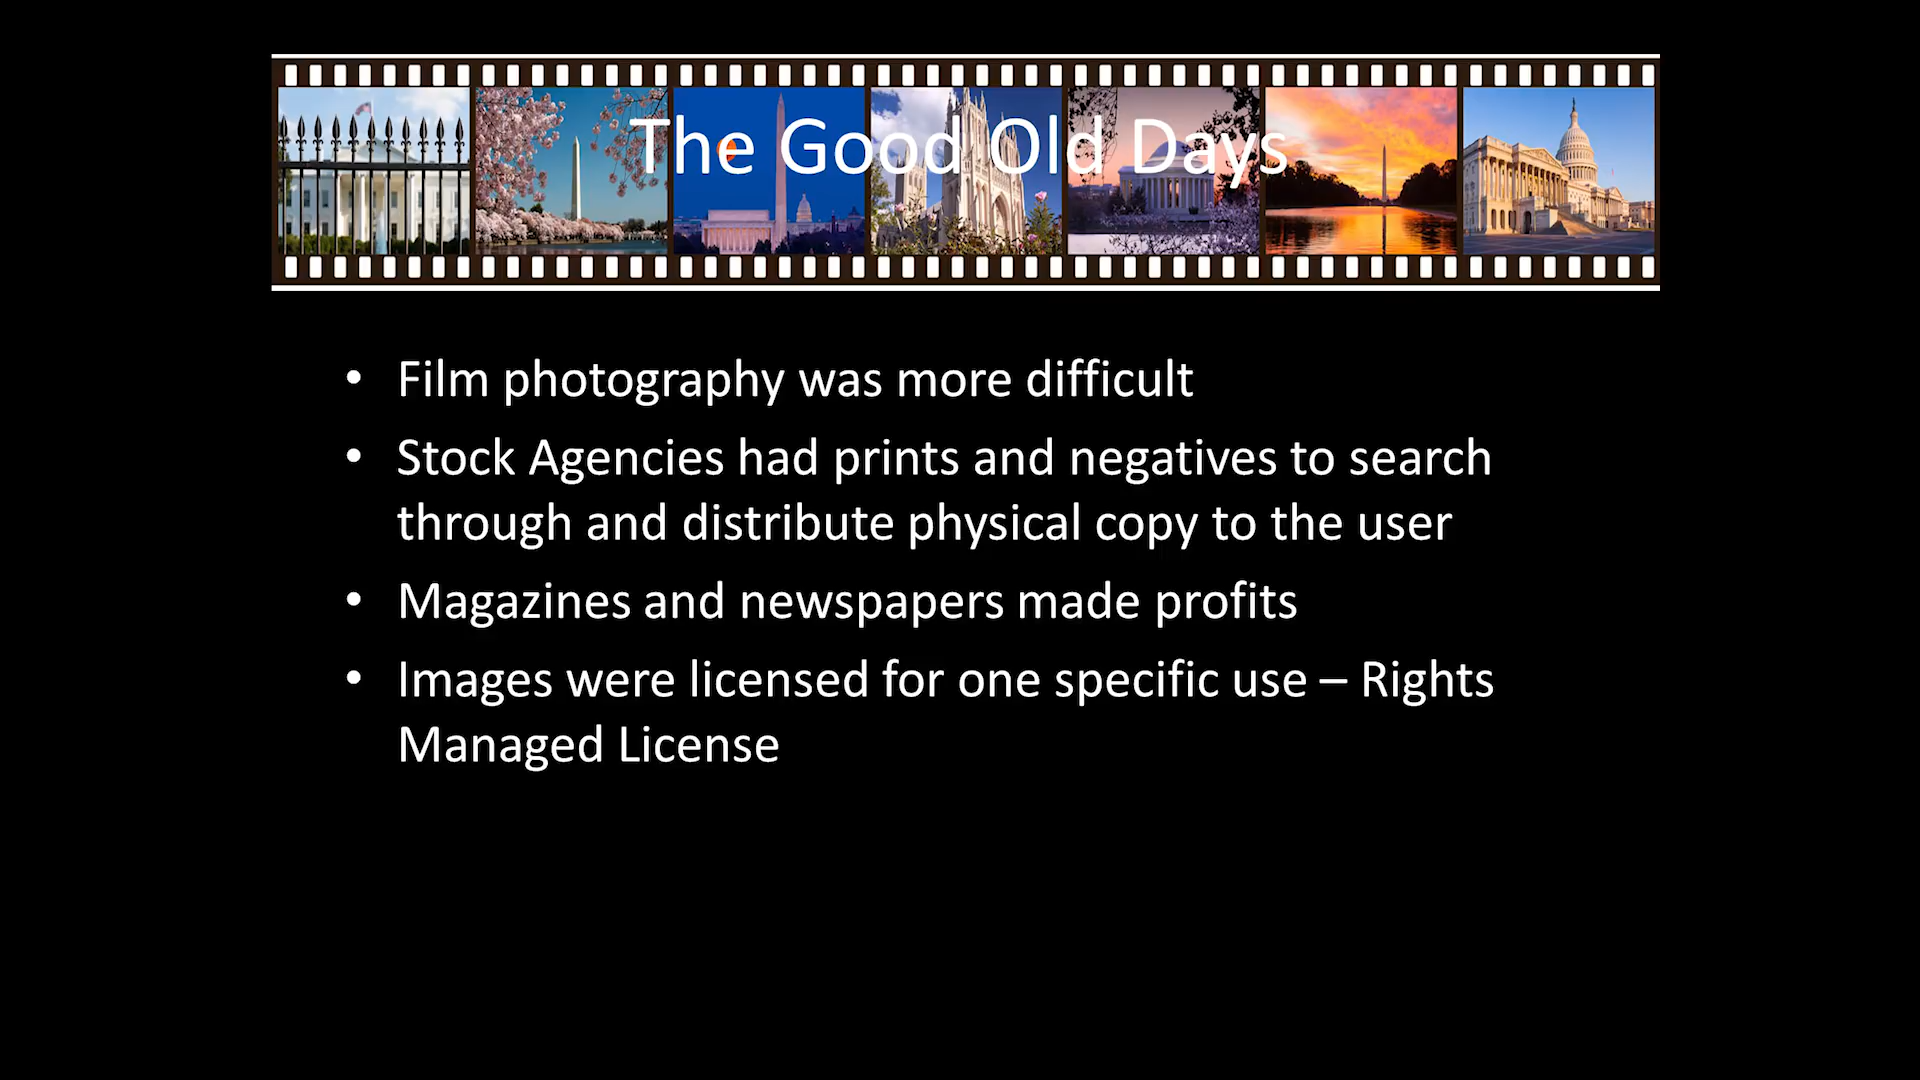 The Good Old Days
• Film photography was more difficult
• Stock Agencies had prints and negatives to search
through and distribute physical copy to the user
• Magazines and newspapers made profits
• Images were licensed for one specific use – Rights
Managed License